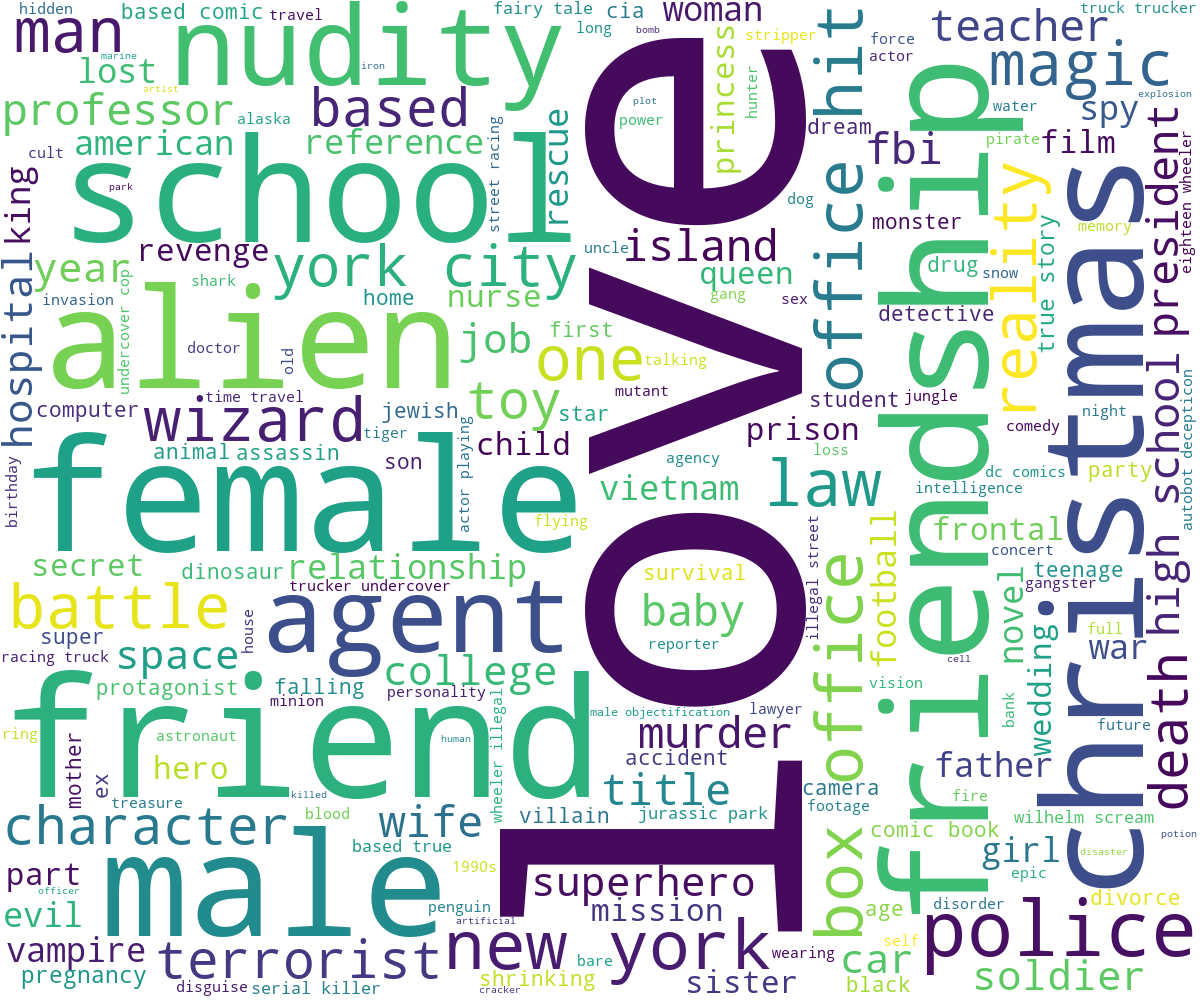 hidden
based comic
travel
fairy tale
cia
woman
truck trucker
man
marine
nudity
long
bomb
stripper
force
teacher
lost
iron
princess
hit
actor
magic
artist
professor
alaska
based
plot
power
hunter
water
spy
explosion
cult
american
reference
rescue
dream
fbi
pirate
film
park
school
street racing
love
office
dog
monster
reality
eighteen wheeler
hospital king
revenge
uncle
island
friendship
memory
christmas
year
york city
queen
drug
snow
true story
death high school president
invasion
shark
undercover cop
home
nurse
gang
sex
detective
alien
doctor
old
job
first
one
talking
time travel
mutant
student
jungle
computer
wizard
jewish
toy
star
prison
comedy
night
autobot decepticon
tiger
child
loss
animal
assassin
son
agency
dc comics
party
birthday
female
actor playing
vietnam
law
intelligence
flying
illegal street
football
frontal
concert
secret
dinosaur
relationship
survival
teenage
battle
trucker undercover
agent
baby
gangster
novel
wedding
super
house
reporter
box office
full
war
racing truck
space
college
cell
protagonist
falling
personality
vision
minion
friend
male objectification
lawyer
bank
future
ring
astronaut
human
wheeler illegal
murder
mother
hero
accident
father
ex
treasure
killed
title
camera
fire
footage
blood
villain
jurassic park
wilhelm scream
character
wife
comic book
potion
based true
girl
disaster
part
male
1990s
superhero
epic
officer
divorce
evil
penguin
mission
age
disorder
artificial
vampire
terrorist
new york
self
police
wearing
bare
car
pregnancy
shrinking
sister
black
soldier
disguise
serial killer
cracker